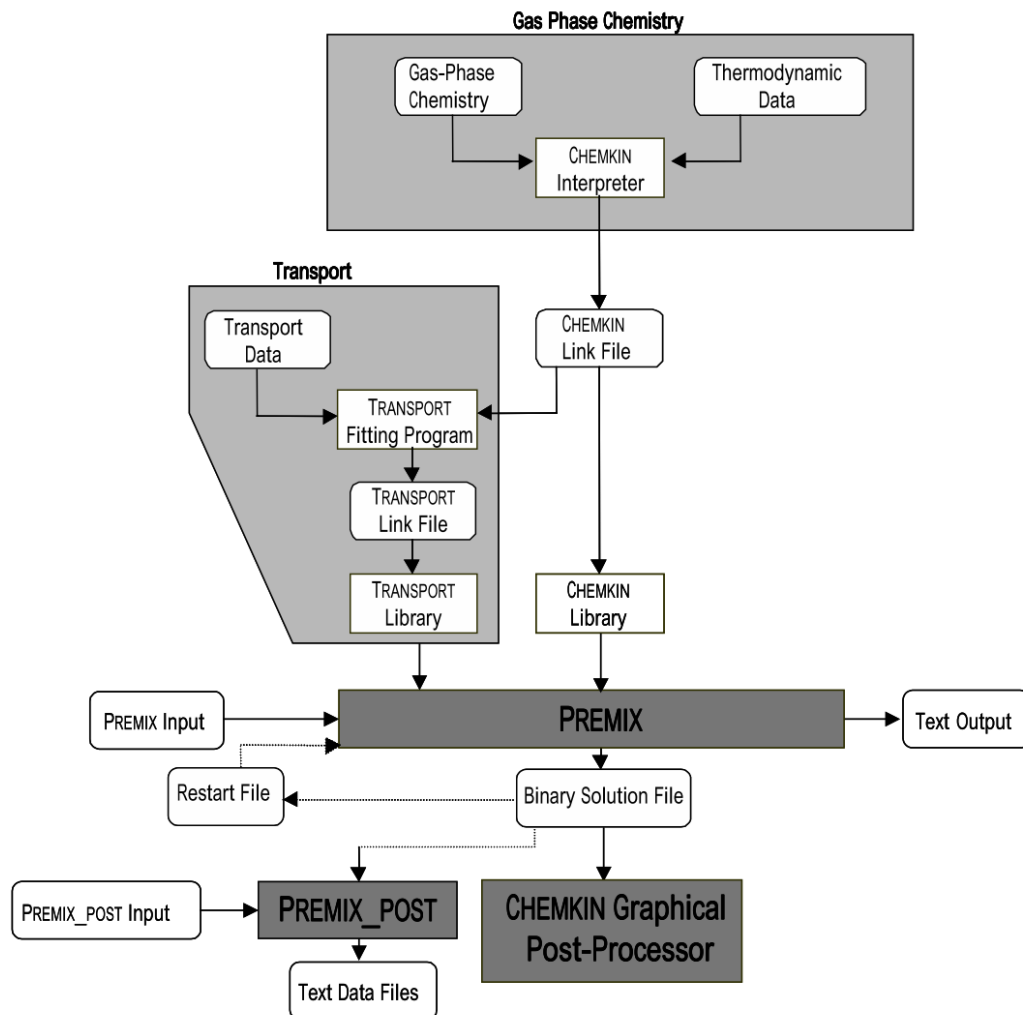 Gas Phase Chemistry
Gas-Phase
Chemistry
Thermodynamic
Data
CHEMKIN
Interpreter
Transport
Transport
Data
CHEMKIN
Link File
TRANSPORT
Fitting Program
TRANSPORT
Link File
TRANSPORT
Library
CHEMKIN
Library
PREMIX Input
PREMIX
Text Output
Restart File
Binary Solution File
PREMIX_POST Input
PREMIX_POST
CHEMKIN Graphical
Post-Processor
Text Data Files